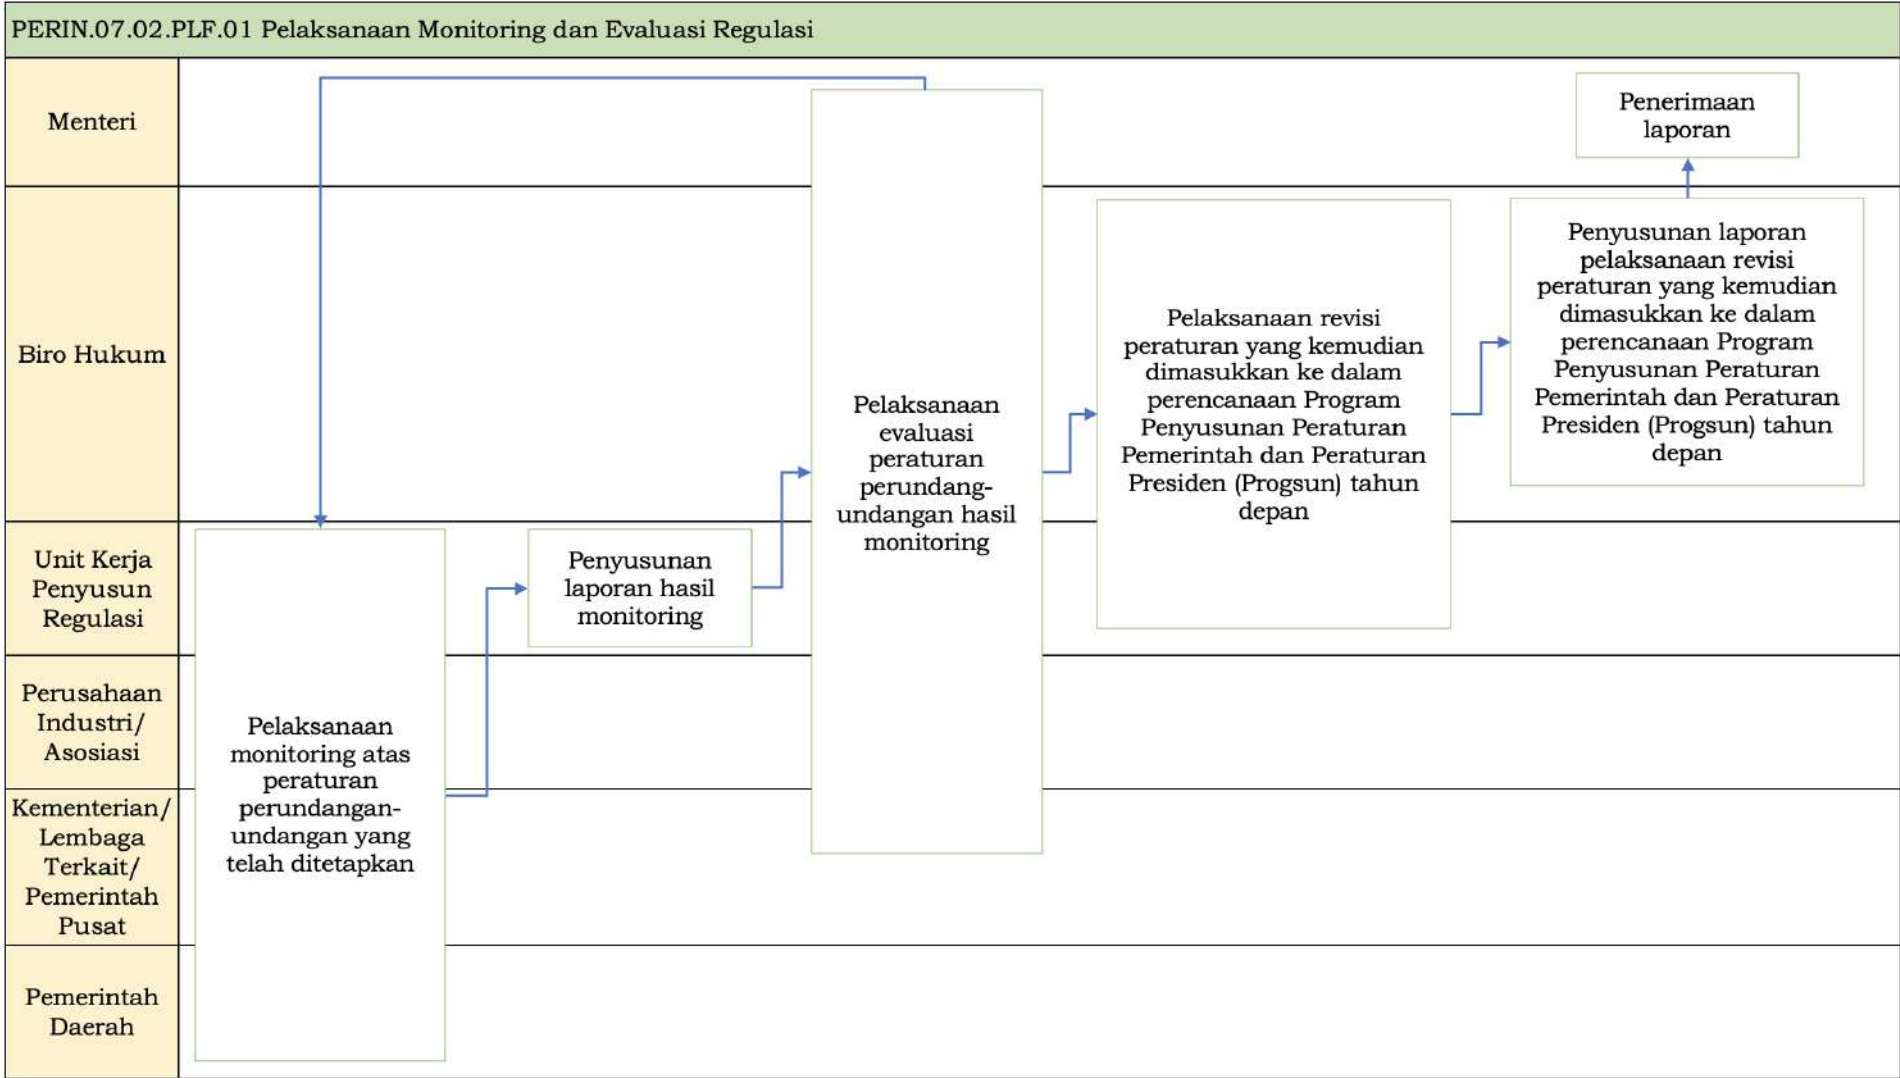 PERIN.07.02.PLF.01 Pelaksanaan Monitoring dan Evaluasi Regulasi
Menteri
Penerimaan
laporan
Biro Hukum
Penyusunan laporan
pelaksanaan revisi
peraturan yang kemudian
dimasukkan ke dalam
perencanaan Program
Penyusunan Peraturan
Pemerintah dan Peraturan
Presiden (Progsun) tahun
depan
Pelaksanaan revisi
peraturan yang kemudian
dimasukkan ke dalam
perencanaan Program
Penyusunan Peraturan
Pemerintah dan Peraturan
Presiden (Progsun) tahun
depan
Pelaksanaan
evaluasi
peraturan
perundang-
undangan hasil
monitoring
Unit Kerja
Penyusun
Regulasi
Penyusunan
laporan hasil
monitoring
Perusahaan
Industri/
Asosiasi
Pelaksanaan
monitoring atas
peraturan
perundangan-
undangan yang
telah ditetapkan
Kementerian/
Lembaga
Terkait/
Pemerintah
Pusat
Pemerintah
Daerah